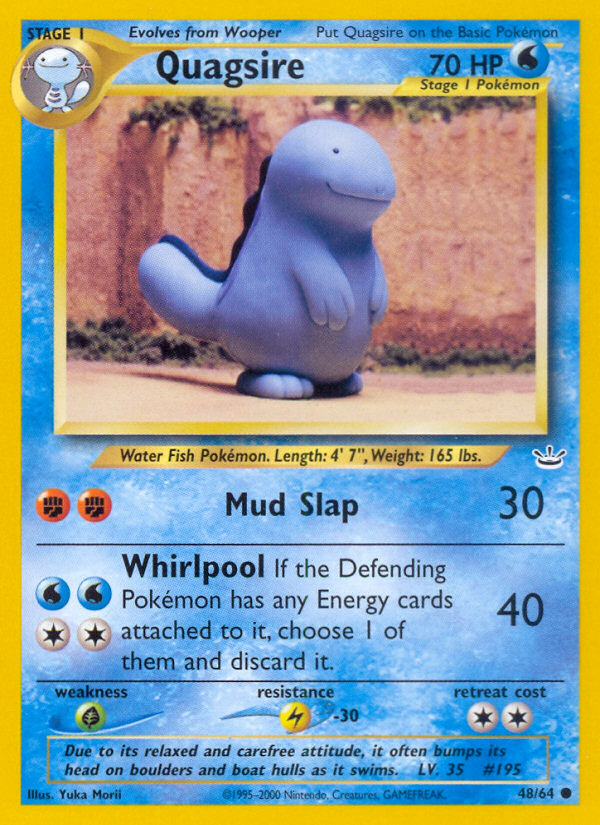 STAGE 1 Evolves from Wooper Put Quagsire on the Basic Pokémon
Quagsire 70 HP
Stage 1 Pokémon
Water Fish Pokémon. Length: 4' 7", Weight: 165 lbs.
Mud Slap 30
Whirlpool If the Defending
Pokémon has any Energy cards
attached to it, choose 1 of
them and discard it.
40
weakness resistance retreat cost
-30
Due to its relaxed and carefree attitude, it often bumps its
head on boulders and boat hulls as it swims. LV. 35 #195
Illus. Yuka Morii ©1995-2000 Nintendo, Creatures, GAMEFREAK. 48/64